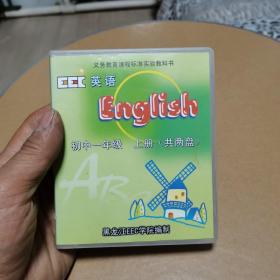 义务教育课程标准实验教科书
EEC 英语
English
初中一年级 上册（共两盘）
AR
黑龙江EEC学院编制